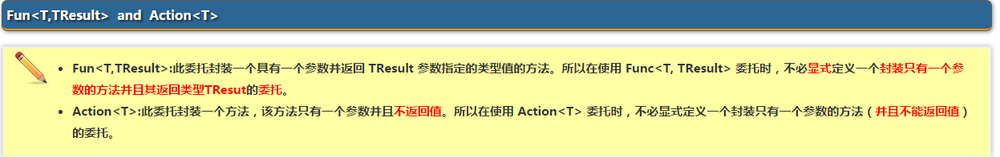 Fun<T,TResult> and Action<T>
Fun<T,TResult>:此委托封装一个具有一个参数并返回 TResult 参数指定的类型值的方法。所以在使用 Func<T, TResult> 委托时，不必显式定义一个封装只有一个参
数的方法并且其返回类型TResut的委托。
Action<T>:此委托封装一个方法，该方法只有一个参数并且不返回值。所以在使用 Action<T> 委托时，不必显式定义一个封装只有一个参数的方法（并且不能返回值）
的委托。